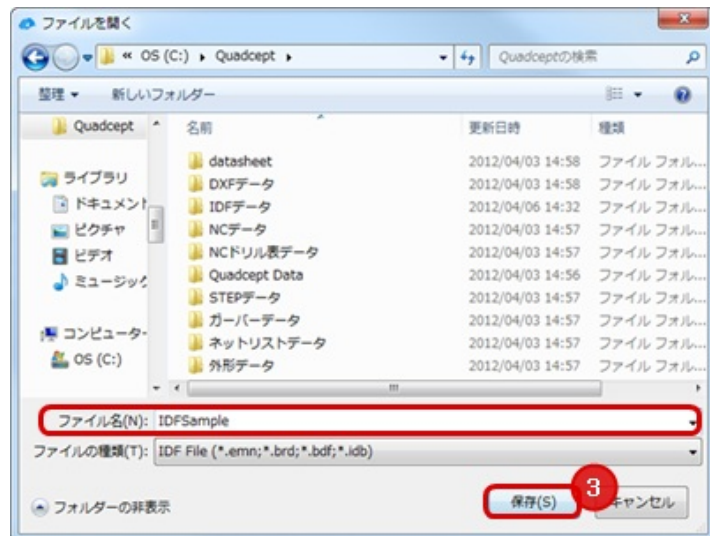 ファイルを開く
« OS (C:) ▸ Quadcept ▸ Quadceptの検索
整理 新しいフォルダー
Quadcept 名前 更新日時 種類
datasheet 2012/04/03 14:58 ファイル フォル...
ライブラリ DXFデータ 2012/04/03 14:58 ファイル フォル...
ドキュメント IDFデータ 2012/04/06 14:32 ファイル フォル...
ピクチャ NCデータ 2012/04/03 14:57 ファイル フォル...
ビデオ NCドリル表データ 2012/04/03 14:57 ファイル フォル...
ミュージック Quadcept Data 2012/04/03 14:56 ファイル フォル...
STEPデータ 2012/04/03 14:57 ファイル フォル...
コンピューター ガーバーデータ 2012/04/03 14:57 ファイル フォル...
OS (C:) ネットリストデータ 2012/04/03 14:57 ファイル フォル...
外形データ 2012/04/03 14:57 ファイル フォル...
ファイル名(N): IDFSample
ファイルの種類(T): IDF File (*.emn;*.brd;*.bdf;*.idb)
フォルダーの非表示 保存(S) 3 キャンセル